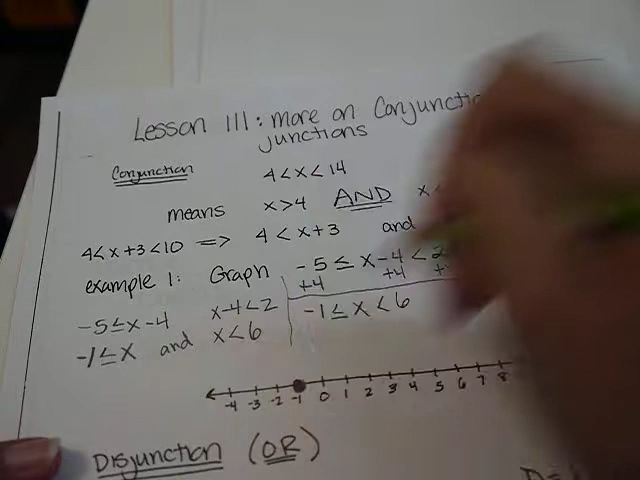 Lesson 111: more on Conjunctio
junctions
Conjunction 4<x<14
means x>4 AND x<
4<x+3<10 => 4<x+3 and
example 1: Graph -5≤x-4<2
+4 +4 +
-5≤x-4 x-4<2 -1≤x<6
-1≤x and x<6
-4 -3 -2 -1 0 1 2 3 4 5 6 7 8
Disjunction (OR)